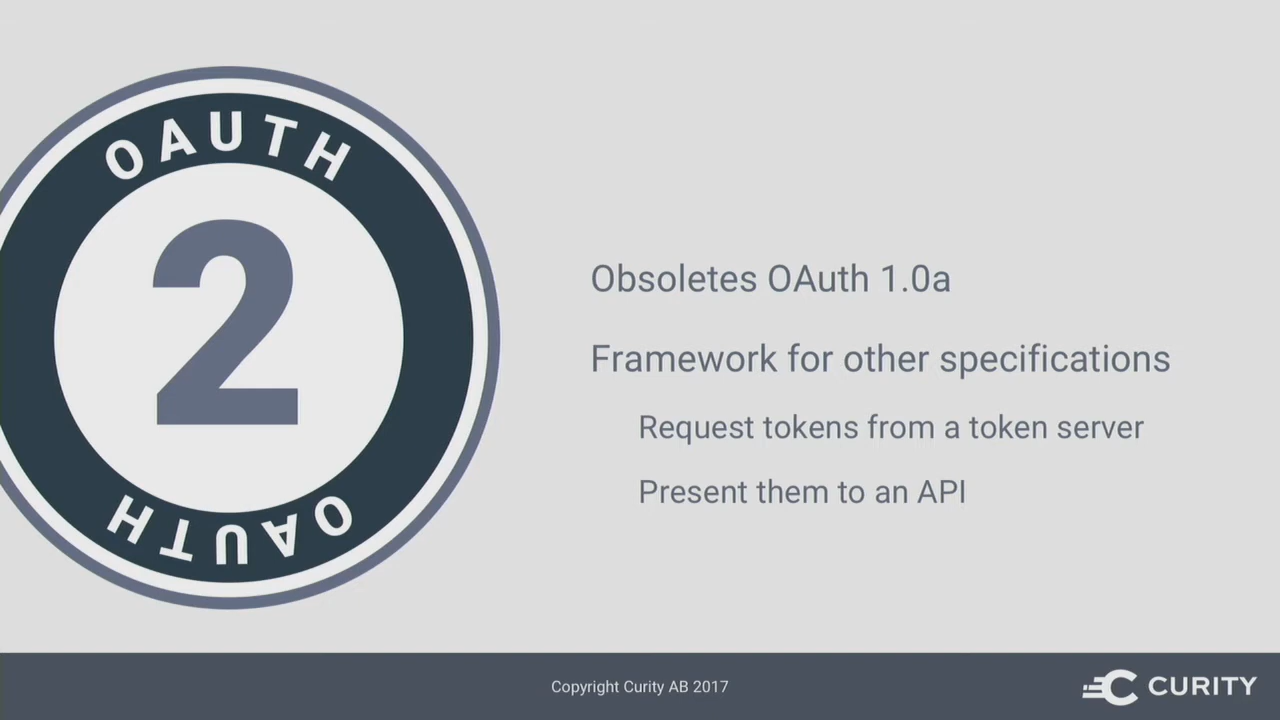 OAUTH
2
OAUTH
Obsoletes OAuth 1.0a
Framework for other specifications
Request tokens from a token server
Present them to an API
Copyright Curity AB 2017
CURITY